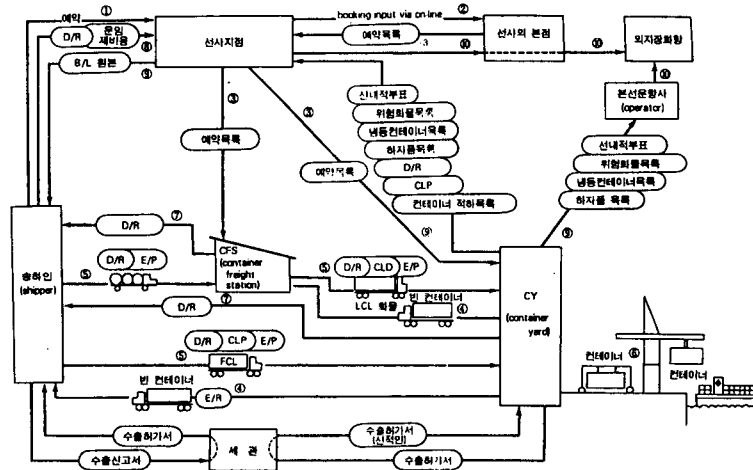 예약 ①
D/R 운임 제비용 ⑧
B/L 원본 ⑨
선사지점
booking input via on-line ②
예약목록
3
⑩
선사의 본점
⑩
외지장화항
⑩
본선운항사
(operator)
선내적부표
위험화물목록
냉동컨테이너목록
하자품 목록
⑨
③
예약목록
③
예약목록
신내적부표
위험화물목록
냉동컨테이너목록
하자품목록
D/R
CLP
컨테이너 적하목록
⑨
송하인
(shipper)
D/R ⑦
D/R E/P
⑤
CFS
(container
freight
station)
⑤ D/R CLD E/P
LCL 화물
빈 컨테이너
④
D/R ⑦
D/R CLP E/P
⑤ FCL
빈 컨테이너
E/R ④
CY
(container
yard)
컨테이너 ⑥
컨테이너
수출허가서
수출신고서
세 관
수출허가서
(선적인)
수출허가서